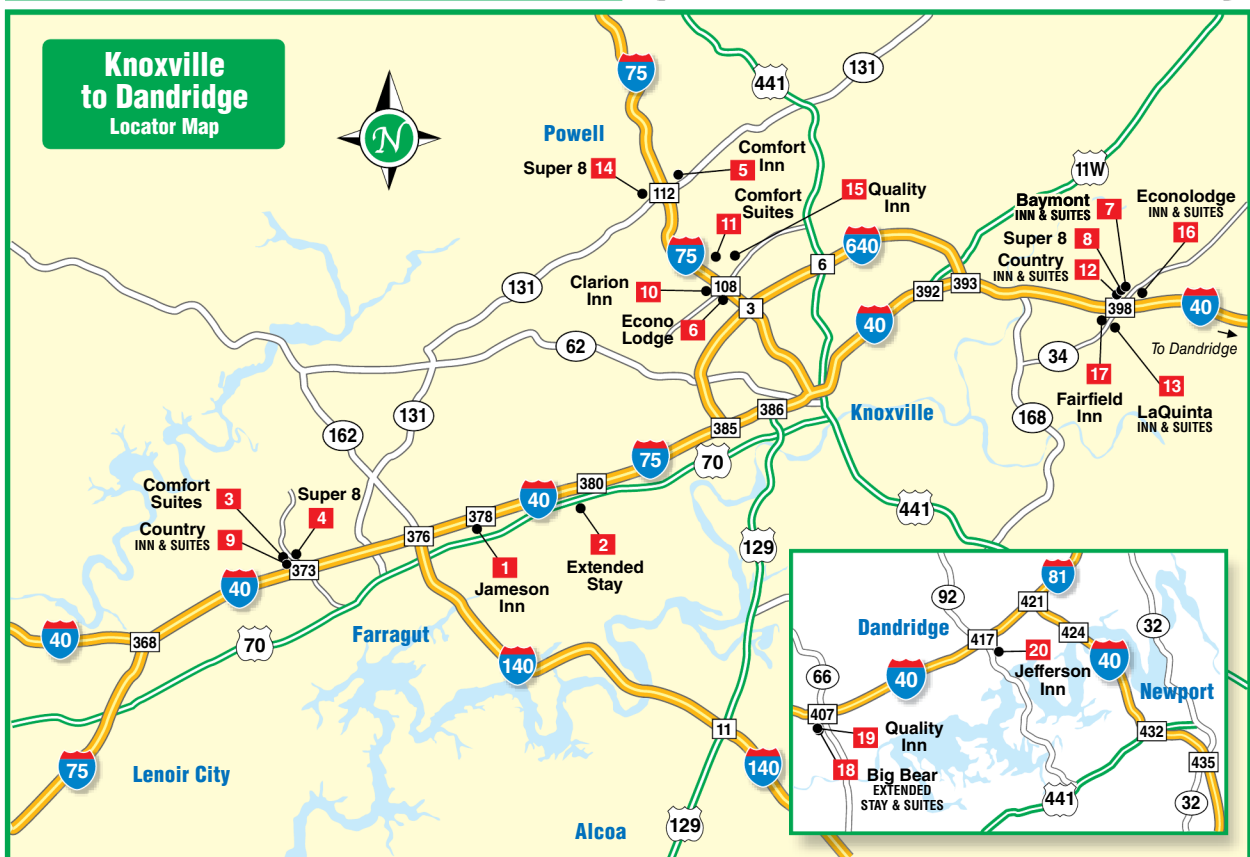 Knoxville
to Dandridge
Locator Map
N
75
441
131
Powell
Super 8 14
5 Comfort
Inn
112
Comfort
Suites
11
15 Quality
Inn
11W
Baymont
INN & SUITES
7
Econolodge
INN & SUITES
16
Super 8 8
Country
INN & SUITES
12
75
640
6
131
Clarion
Inn
10
108
Econo
Lodge
6
3
392
393
398
40
40
To Dandridge
62
34
17
Fairfield
Inn
13
LaQuinta
INN & SUITES
168
131
162
386
385
Knoxville
75
70
380
40
378
376
441
129
Comfort
Suites
3
Super 8
4
Country
INN & SUITES
9
373
1
Jameson
Inn
2
Extended
Stay
40
40
368
70
Farragut
140
11
140
75
Lenoir City
Alcoa
129
81
92
421
424
32
Dandridge
417
20
Jefferson
Inn
40
40
66
Newport
407
19
Quality
Inn
18
Big Bear
EXTENDED
STAY & SUITES
432
435
441
32